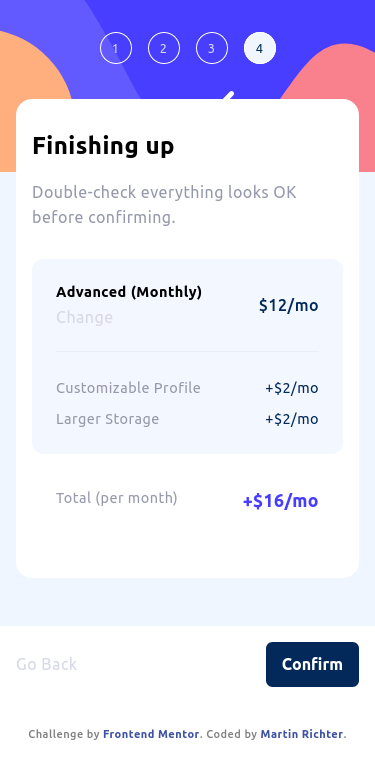 1 2 3 4
Finishing up
Double-check everything looks OK
before confirming.
Advanced (Monthly)
$12/mo
Change
Customizable Profile +$2/mo
Larger Storage +$2/mo
Total (per month) +$16/mo
Go Back Confirm
Challenge by Frontend Mentor. Coded by Martin Richter.